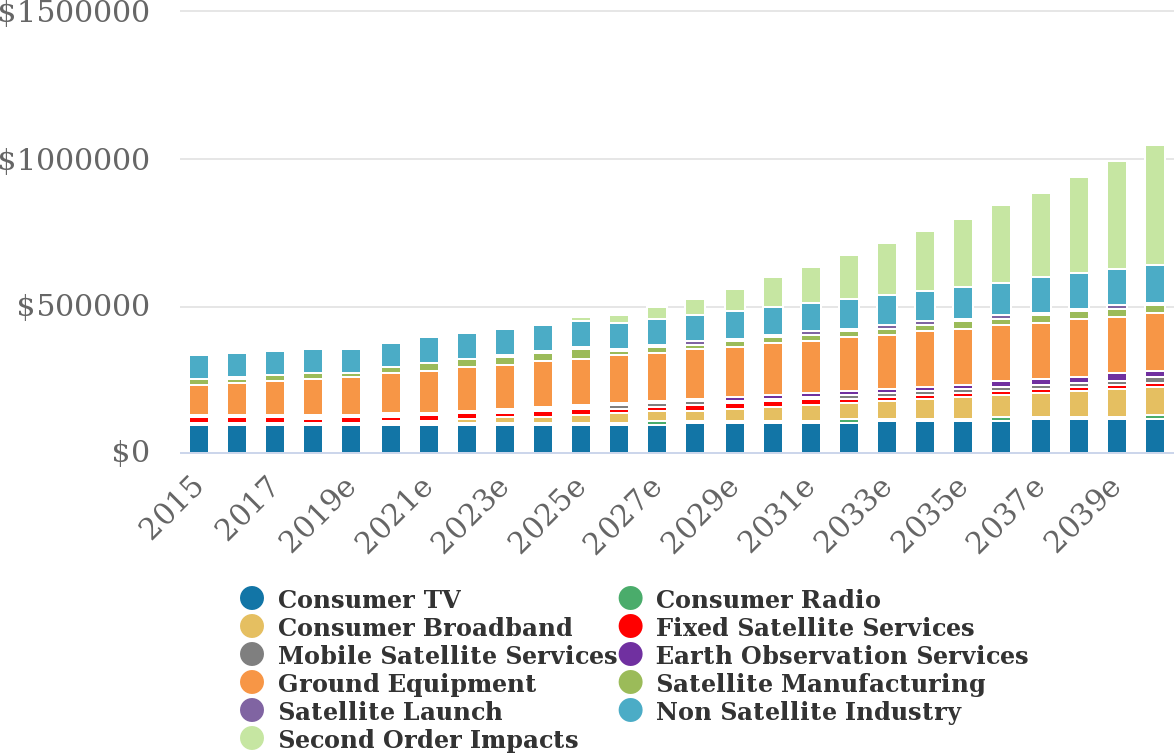 $1500000
$1000000
$500000
$0
2015
2017
2019e
2021e
2023e
2025e
2027e
2029e
2031e
2033e
2035e
2037e
2039e
Consumer TV
Consumer Radio
Consumer Broadband
Fixed Satellite Services
Mobile Satellite Services
Earth Observation Services
Ground Equipment
Satellite Manufacturing
Satellite Launch
Non Satellite Industry
Second Order Impacts